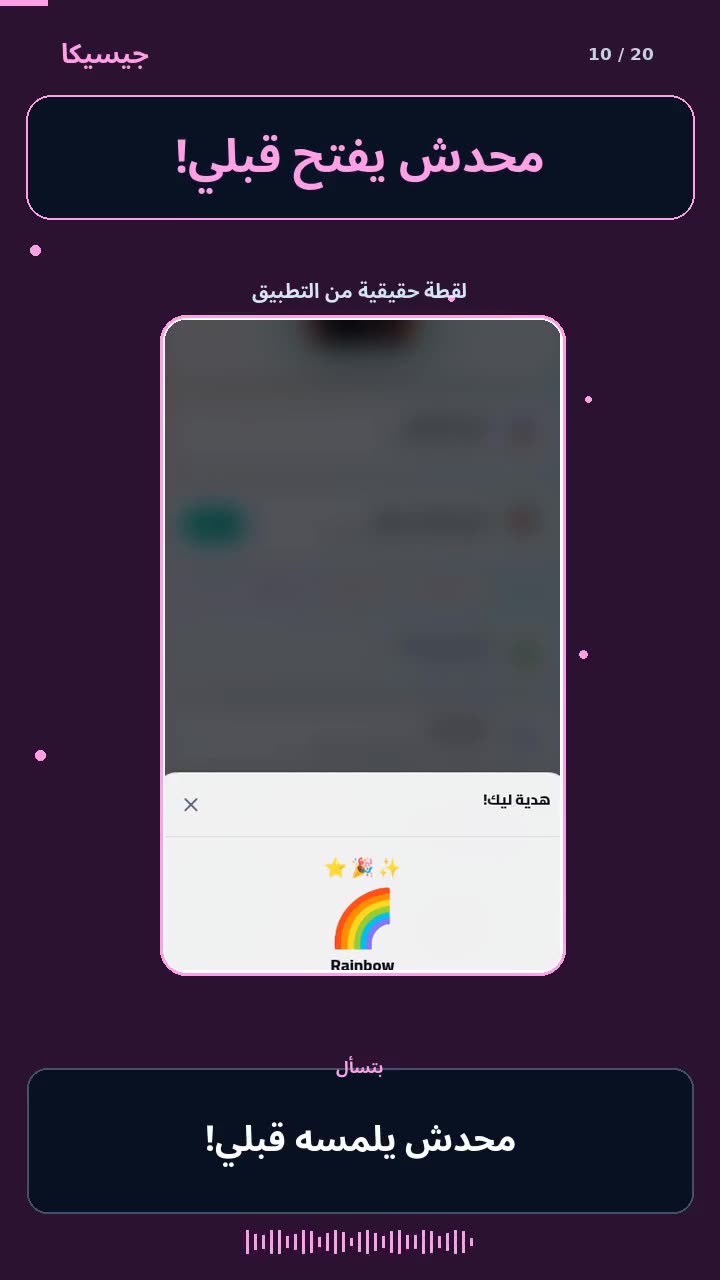 جيسيكا
10 / 20
محدش يفتح قبلي!
لقطة حقيقية من التطبيق
هدية ليك!
Rainbow
بتسأل
محدش يلمسه قبلي!